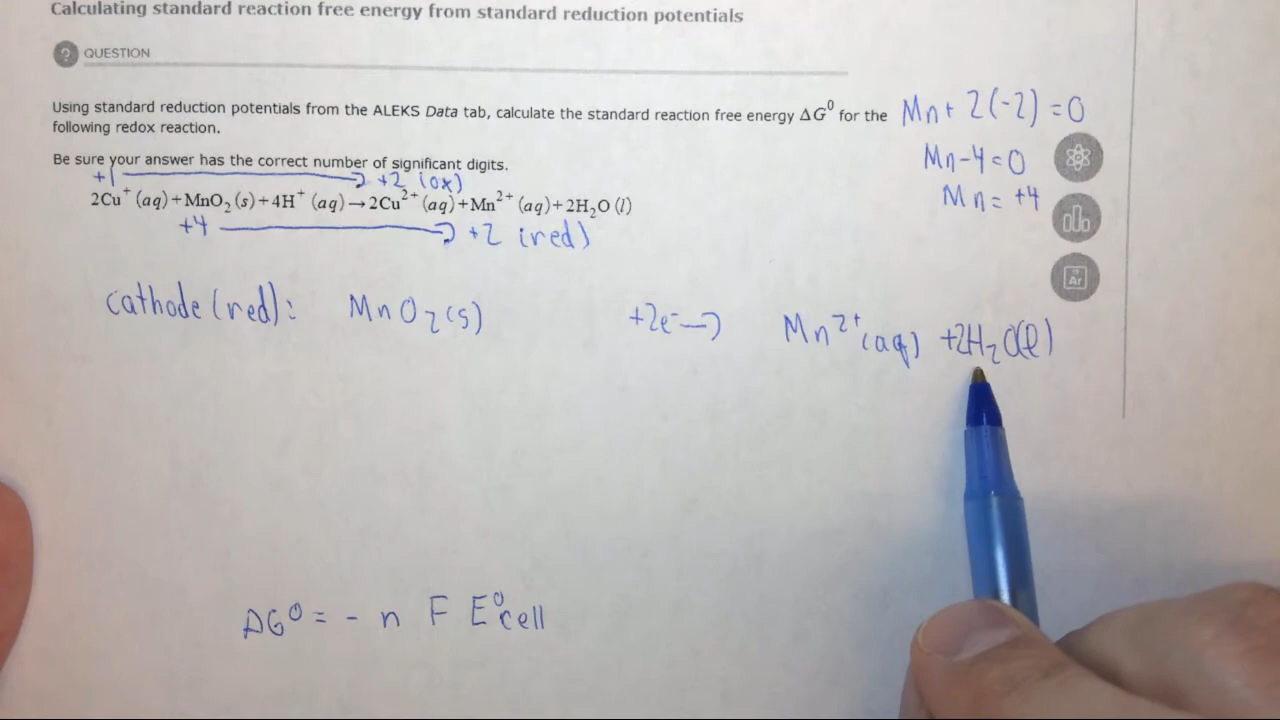 Calculating standard reaction free energy from standard reduction potentials
? QUESTION
Using standard reduction potentials from the ALEKS Data tab, calculate the standard reaction free energy ΔG⁰ for the
following redox reaction.
Be sure your answer has the correct number of significant digits.
Mn + 2(-2) = 0
Mn-4=0
Mn = +4
+1 → +2 (ox)
2Cu⁺ (aq)+MnO₂ (s)+4H⁺ (aq)→2Cu²⁺ (aq)+Mn²⁺ (aq)+2H₂O (l)
+4 → +2 (red)
Ar
cathode (red): MnO₂(s) +2e⁻ → Mn²⁺(aq) +2H₂O(l)
ΔG⁰ = - n F E⁰cell